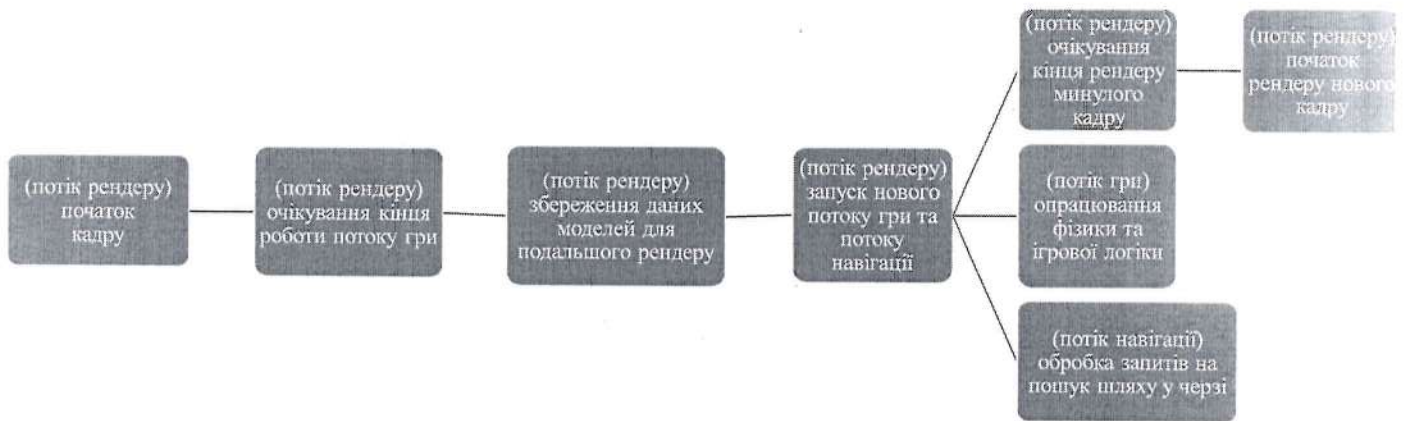 (потік рендеру)
початок
кадру
(потік рендеру)
очікування кінця
роботи потоку гри
(потік рендеру)
збереження даних
моделей для
подальшого рендеру
(потік рендеру)
запуск нового
потоку гри та
потоку
навігації
(потік рендеру)
очікування
кінця рендеру
минулого
кадру
(потік рендеру)
початок
рендеру нового
кадру
(потік гри)
опрацювання
фізики та
ігрової логіки
(потік навігації)
обробка запитів на
пошук шляху у черзі